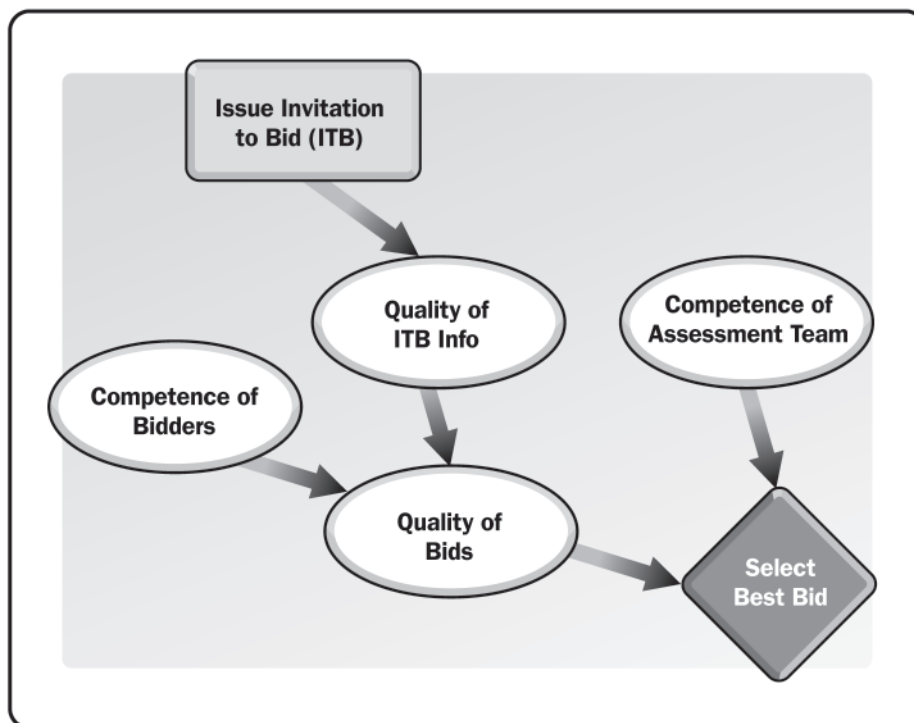 Issue Invitation
to Bid (ITB)
Quality of
ITB Info
Competence of
Assessment Team
Competence of
Bidders
Quality of
Bids
Select
Best Bid